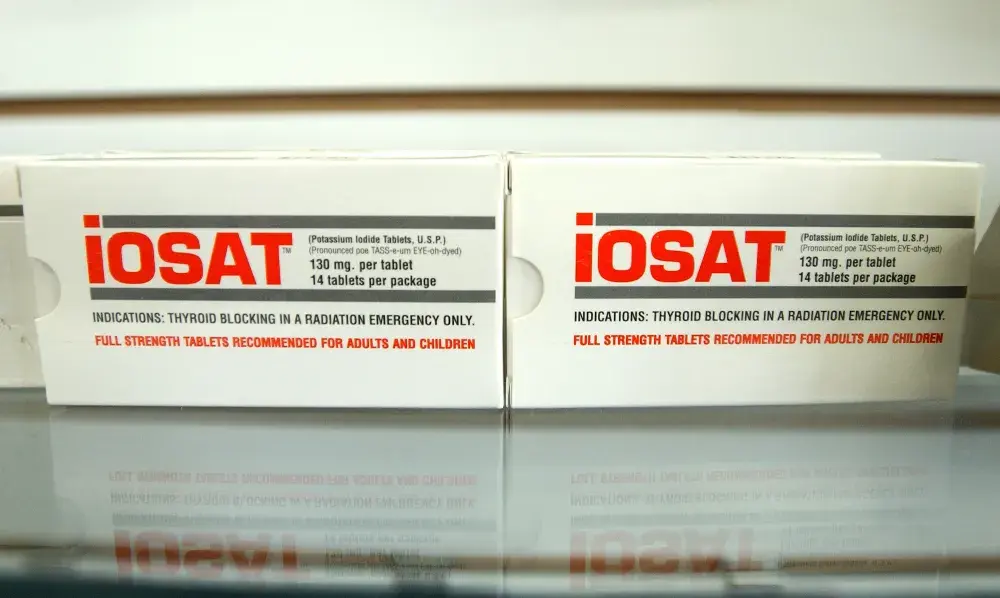 iOSAT™
(Potassium Iodide Tablets, U.S.P.)
(Pronounced poe TASS-e-um EYE-oh-dyed)
130 mg. per tablet
14 tablets per package
INDICATIONS: THYROID BLOCKING IN A RADIATION EMERGENCY ONLY.
FULL STRENGTH TABLETS RECOMMENDED FOR ADULTS AND CHILDREN
iOSAT™
(Potassium Iodide Tablets, U.S.P.)
(Pronounced poe TASS-e-um EYE-oh-dyed)
130 mg. per tablet
14 tablets per package
INDICATIONS: THYROID BLOCKING IN A RADIATION EMERGENCY ONLY.
FULL STRENGTH TABLETS RECOMMENDED FOR ADULTS AND CHILDREN